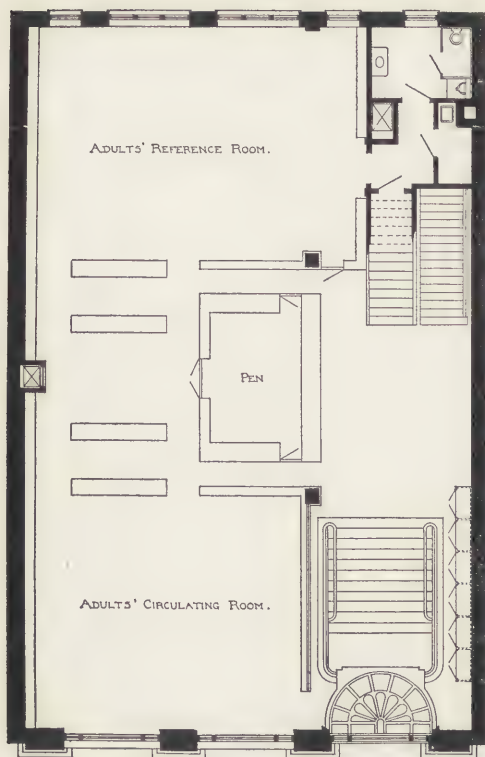 ADULTS' REFERENCE ROOM.
PEN
ADULTS' CIRCULATING ROOM.